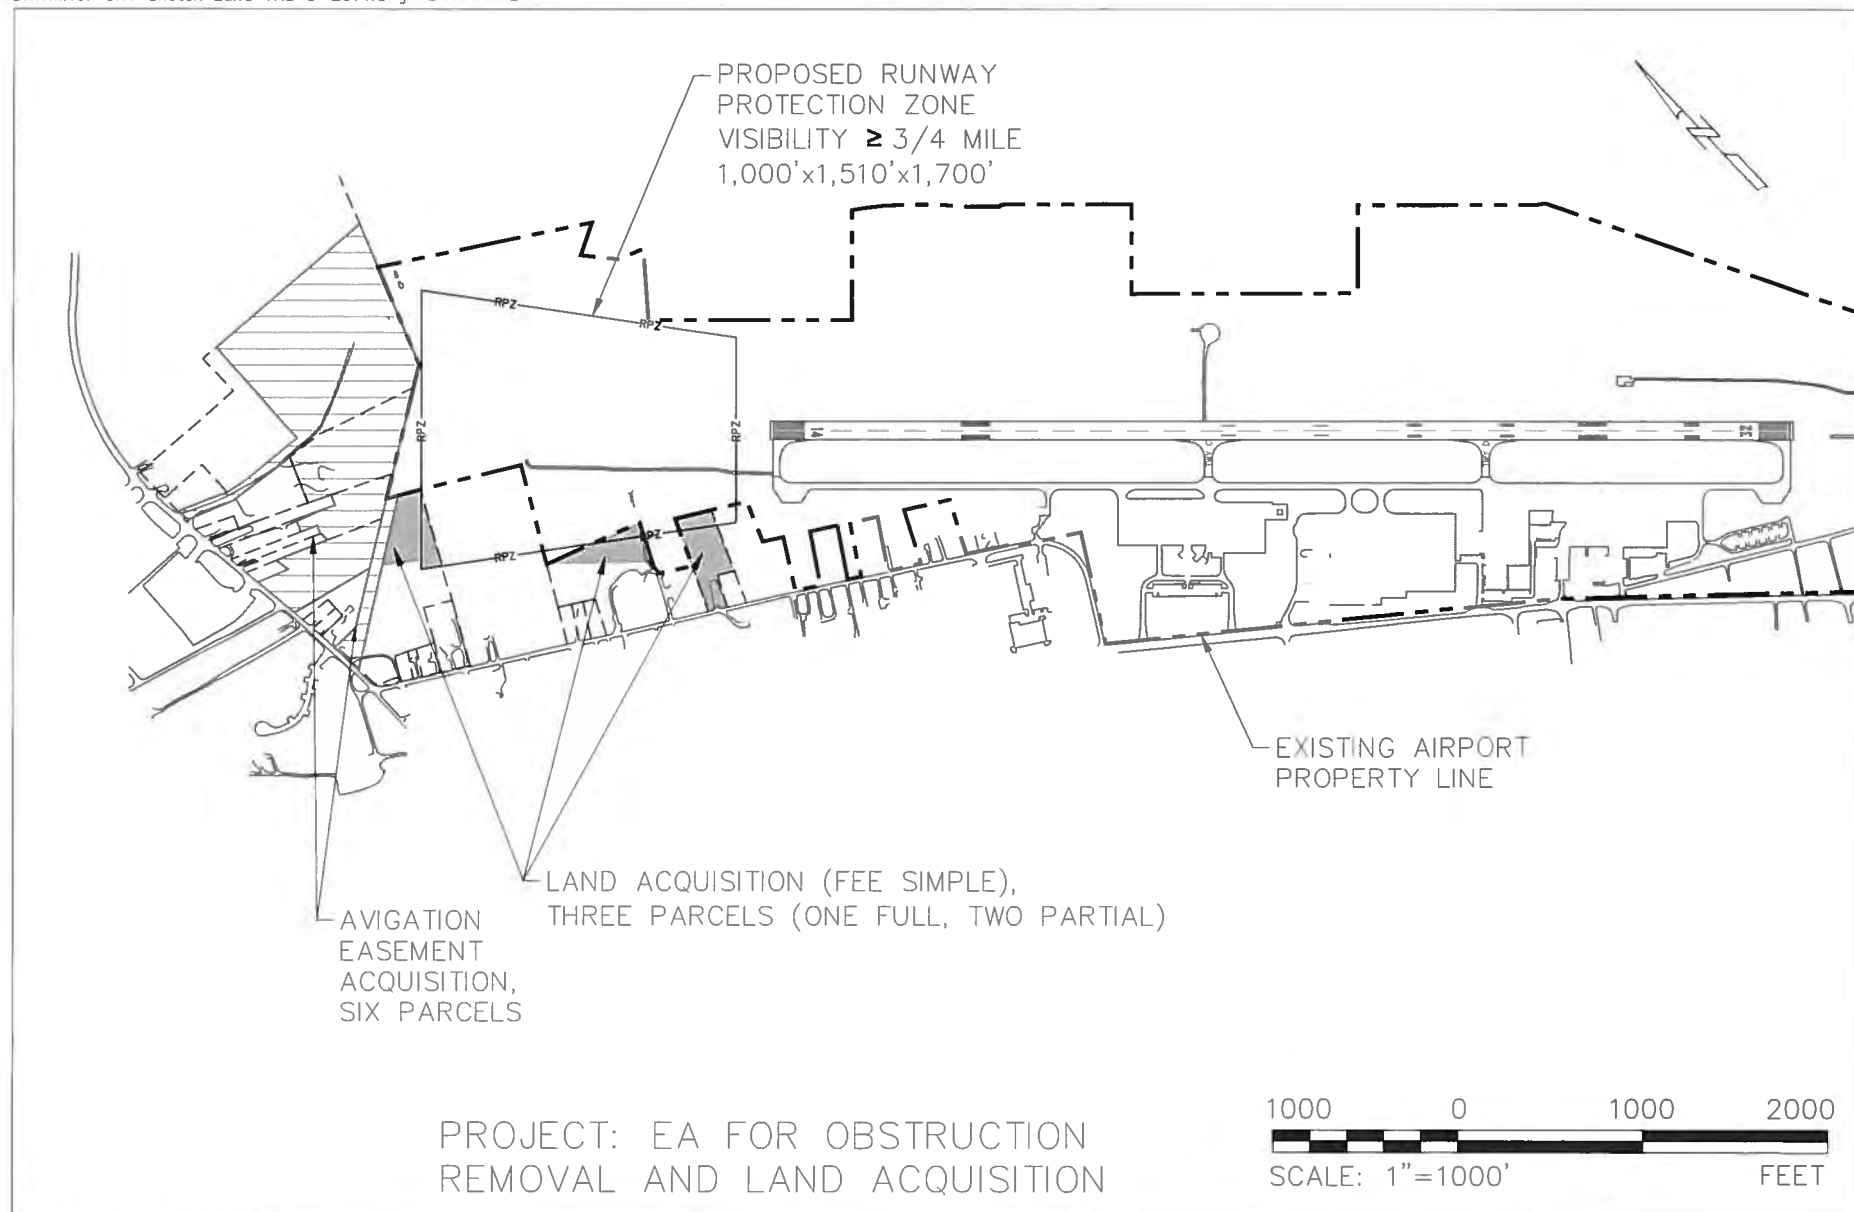 PROPOSED RUNWAY
PROTECTION ZONE
VISIBILITY ≥ 3/4 MILE
1,000'x1,510'x1,700'
RPZ
RPZ
RPZ
RPZ
14
32
RPZ
RPZ
EXISTING AIRPORT
PROPERTY LINE
LAND ACQUISITION (FEE SIMPLE),
THREE PARCELS (ONE FULL, TWO PARTIAL)
AVIGATION
EASEMENT
ACQUISITION,
SIX PARCELS
PROJECT: EA FOR OBSTRUCTION
REMOVAL AND LAND ACQUISITION
1000 0 1000 2000
SCALE: 1"=1000' FEET